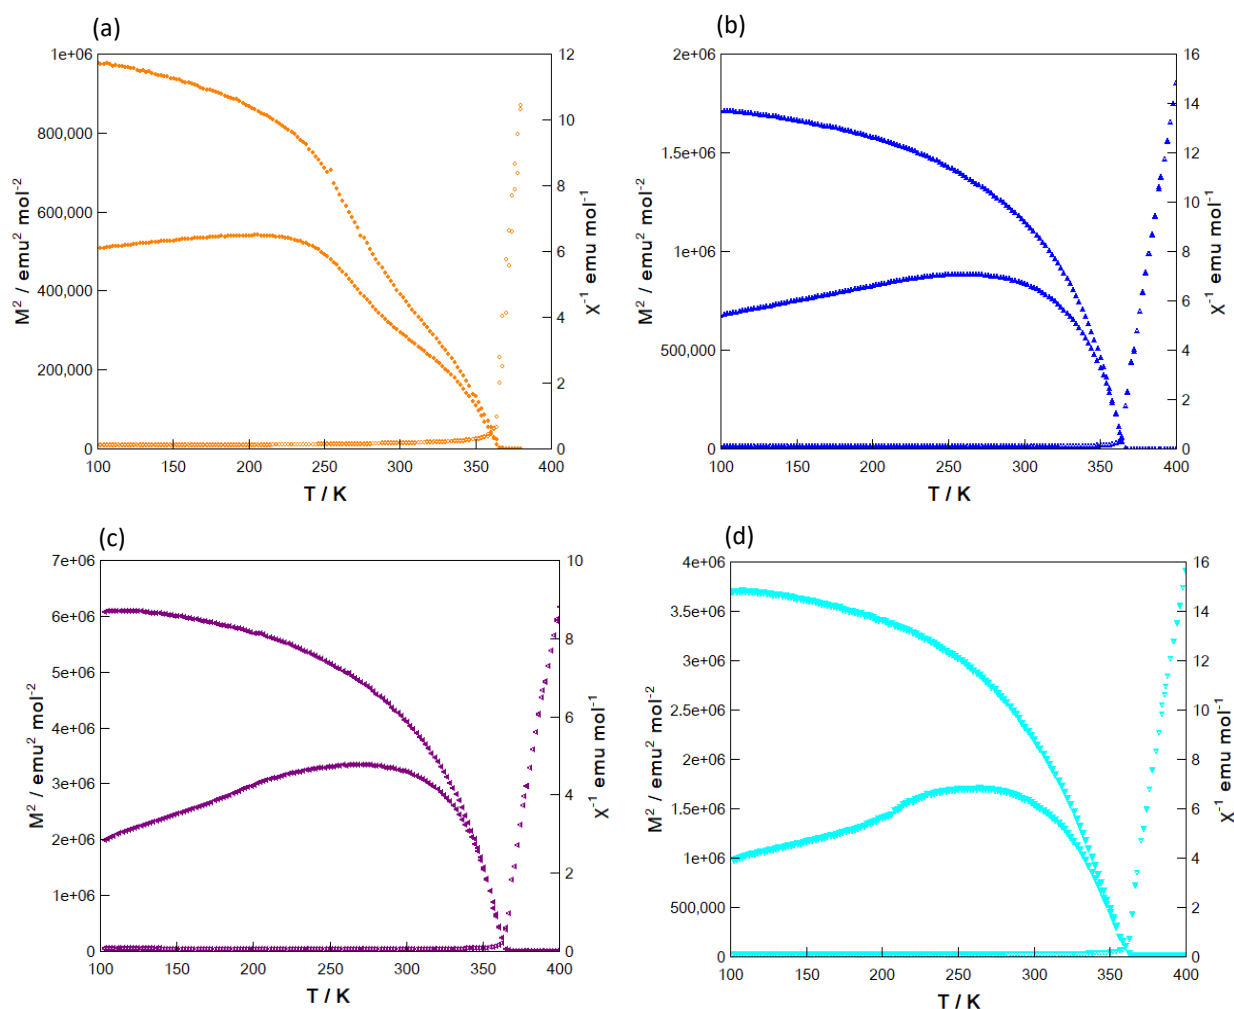 (a)
1e+06
800,000
600,000
400,000
200,000
0
M² / emu² mol⁻²
12
10
8
6
4
2
0
χ⁻¹ emu mol⁻¹
100 150 200 250 300 350 400
T / K
(b)
2e+06
1.5e+06
1e+06
500,000
0
M² / emu² mol⁻²
16
14
12
10
8
6
4
2
0
χ⁻¹ emu mol⁻¹
100 150 200 250 300 350 400
T / K
(c)
7e+06
6e+06
5e+06
4e+06
3e+06
2e+06
1e+06
0
M² / emu² mol⁻²
10
8
6
4
2
0
χ⁻¹ emu mol⁻¹
100 150 200 250 300 350 400
T / K
(d)
4e+06
3.5e+06
3e+06
2.5e+06
2e+06
1.5e+06
1e+06
500,000
0
M² / emu² mol⁻²
16
14
12
10
8
6
4
2
0
χ⁻¹ emu mol⁻¹
100 150 200 250 300 350 400
T / K